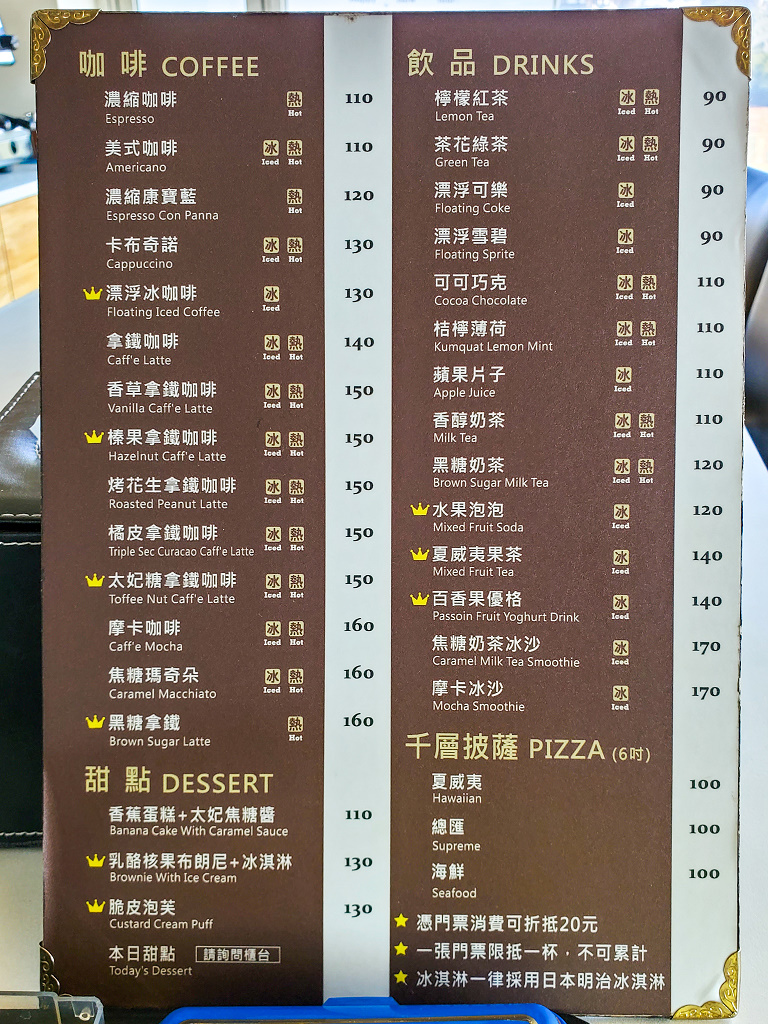 咖啡 COFFEE
濃縮咖啡 熱 110
Espresso Hot
美式咖啡 冰 熱 110
Americano Iced Hot
濃縮康寶藍 熱 120
Espresso Con Panna Hot
卡布奇諾 冰 熱 130
Cappuccino Iced Hot
漂浮冰咖啡 冰 130
Floating Iced Coffee Iced
拿鐵咖啡 冰 熱 140
Caff'e Latte Iced Hot
香草拿鐵咖啡 冰 熱 150
Vanilla Caff'e Latte Iced Hot
榛果拿鐵咖啡 冰 熱 150
Hazelnut Caff'e Latte Iced Hot
烤花生拿鐵咖啡 冰 熱 150
Roasted Peanut Latte Iced Hot
橘皮拿鐵咖啡 冰 熱 150
Triple Sec Curacao Caff'e Latte Iced Hot
太妃糖拿鐵咖啡 冰 熱 150
Toffee Nut Caff'e Latte Iced Hot
摩卡咖啡 冰 熱 160
Caff'e Mocha Iced Hot
焦糖瑪奇朵 冰 熱 160
Caramel Macchiato Iced Hot
黑糖拿鐵 熱 160
Brown Sugar Latte Hot
甜點 DESSERT
香蕉蛋糕+太妃焦糖醬 110
Banana Cake With Caramel Sauce
乳酪核果布朗尼+冰淇淋 130
Brownie With Ice Cream
脆皮泡芙 130
Custard Cream Puff
本日甜點 請詢問櫃台
Today's Dessert
飲品 DRINKS
檸檬紅茶 冰 熱 90
Lemon Tea Iced Hot
茶花綠茶 冰 熱 90
Green Tea Iced Hot
漂浮可樂 冰 90
Floating Coke Iced
漂浮雪碧 冰 90
Floating Sprite Iced
可可巧克 冰 熱 110
Cocoa Chocolate Iced Hot
桔檸薄荷 冰 熱 110
Kumquat Lemon Mint Iced Hot
蘋果片子 冰 110
Apple Juice Iced
香醇奶茶 冰 熱 110
Milk Tea Iced Hot
黑糖奶茶 冰 熱 120
Brown Sugar Milk Tea Iced Hot
水果泡泡 冰 120
Mixed Fruit Soda Iced
夏威夷果茶 冰 140
Mixed Fruit Tea Iced
百香果優格 冰 140
Passoin Fruit Yoghurt Drink Iced
焦糖奶茶冰沙 冰 170
Caramel Milk Tea Smoothie Iced
摩卡冰沙 冰 170
Mocha Smoothie Iced
千層披薩 PIZZA (6吋)
夏威夷 100
Hawaiian
總匯 100
Supreme
海鮮 100
Seafood
憑門票消費可折抵20元
一張門票限抵一杯，不可累計
冰淇淋一律採用日本明治冰淇淋